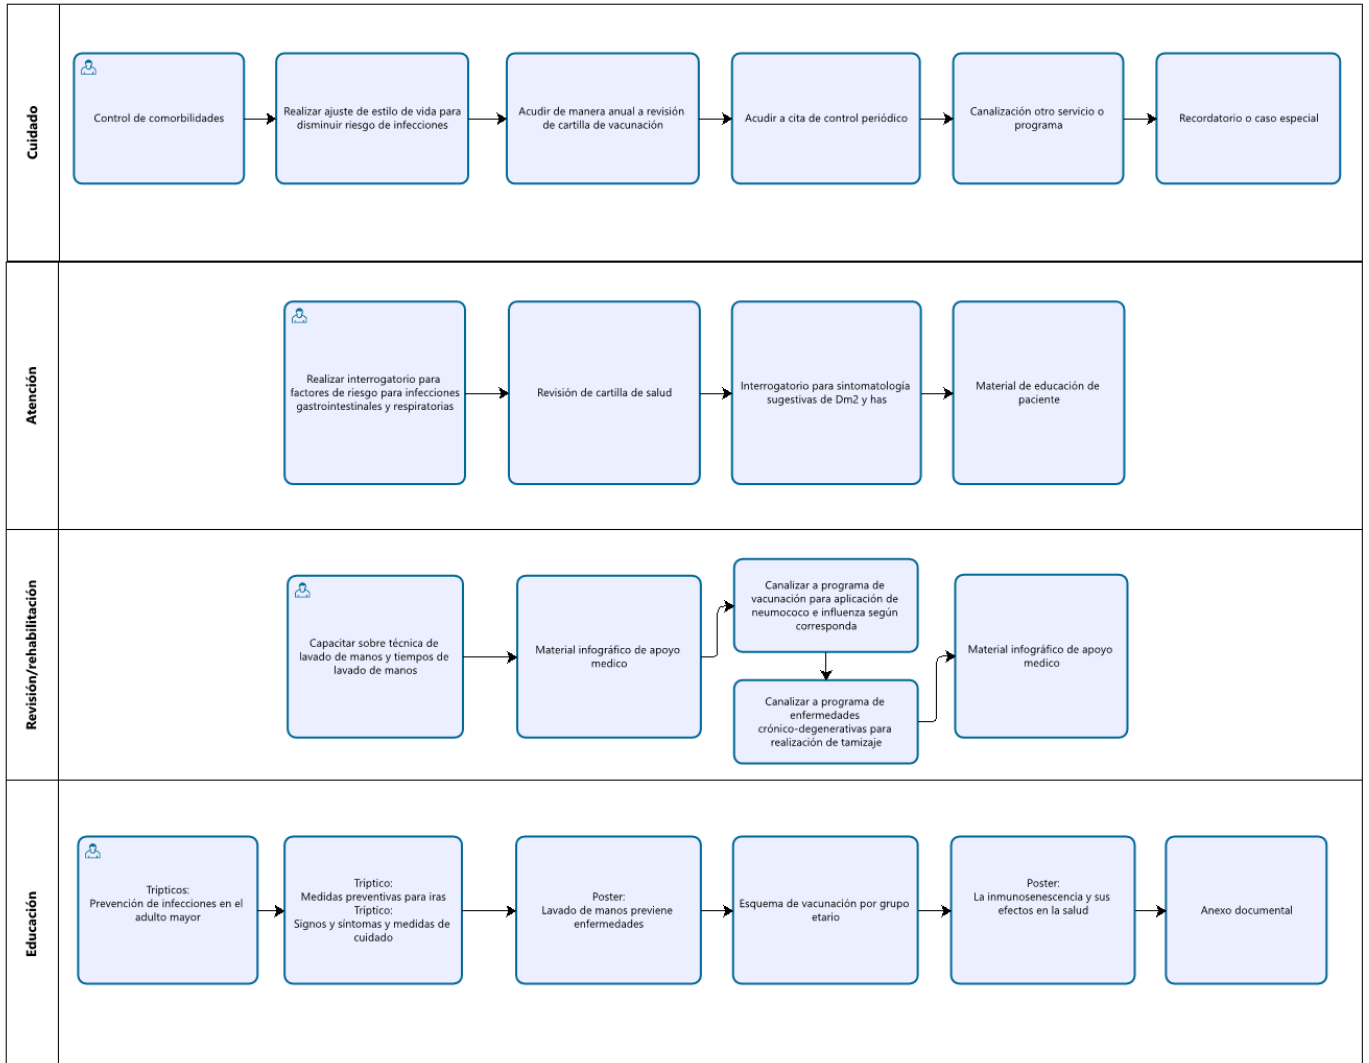 Cuidado
Control de comorbilidades
Realizar ajuste de estilo de vida para
disminuir riesgo de infecciones
Acudir de manera anual a revisión
de cartilla de vacunación
Acudir a cita de control periódico
Canalización otro servicio o
programa
Recordatorio o caso especial
Atención
Realizar interrogatorio para
factores de riesgo para infecciones
gastrointestinales y respiratorias
Revisión de cartilla de salud
Interrogatorio para sintomatología
sugestivas de Dm2 y has
Material de educación de
paciente
Revisión/rehabilitación
Capacitar sobre técnica de
lavado de manos y tiempos de
lavado de manos
Material infográfico de apoyo
medico
Canalizar a programa de
vacunación para aplicación de
neumococo e influenza según
corresponda
Canalizar a programa de
enfermedades
crónico-degenerativas para
realización de tamizaje
Material infográfico de apoyo
medico
Educación
Trípticos:
Prevención de infecciones en el
adulto mayor
Tríptico:
Medidas preventivas para iras
Tríptico:
Signos y síntomas y medidas de
cuidado
Poster:
Lavado de manos previene
enfermedades
Esquema de vacunación por grupo
etario
Poster:
La inmunosenescencia y sus
efectos en la salud
Anexo documental